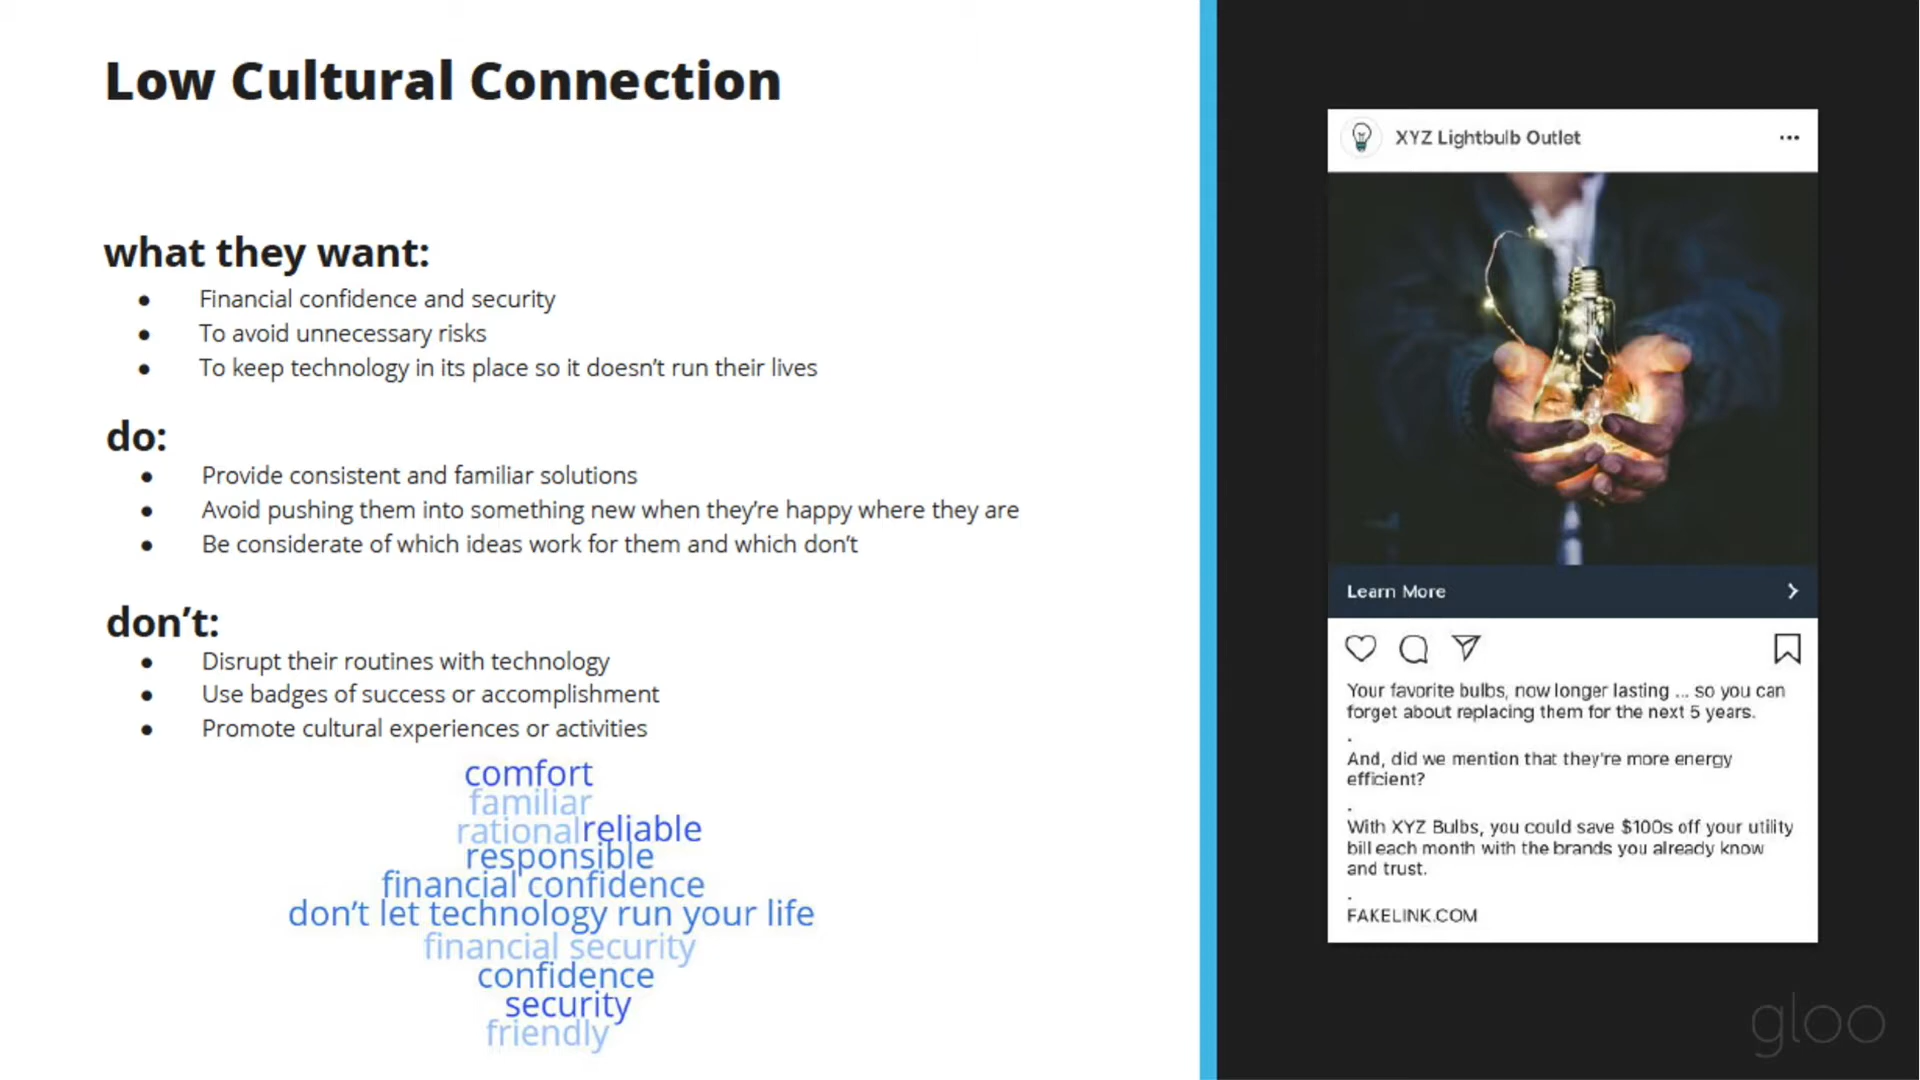 Low Cultural Connection
what they want:
● Financial confidence and security
● To avoid unnecessary risks
● To keep technology in its place so it doesn’t run their lives
do:
● Provide consistent and familiar solutions
● Avoid pushing them into something new when they’re happy where they are
● Be considerate of which ideas work for them and which don’t
don’t:
● Disrupt their routines with technology
● Use badges of success or accomplishment
● Promote cultural experiences or activities
comfort
familiar
rational reliable
responsible
financial confidence
don’t let technology run your life
financial security
confidence
security
friendly
XYZ Lightbulb Outlet
Learn More
Your favorite bulbs, now longer lasting ... so you can
forget about replacing them for the next 5 years.
.
And, did we mention that they're more energy
efficient?
.
With XYZ Bulbs, you could save $100s off your utility
bill each month with the brands you already know
and trust.
.
FAKELINK.COM
gloo